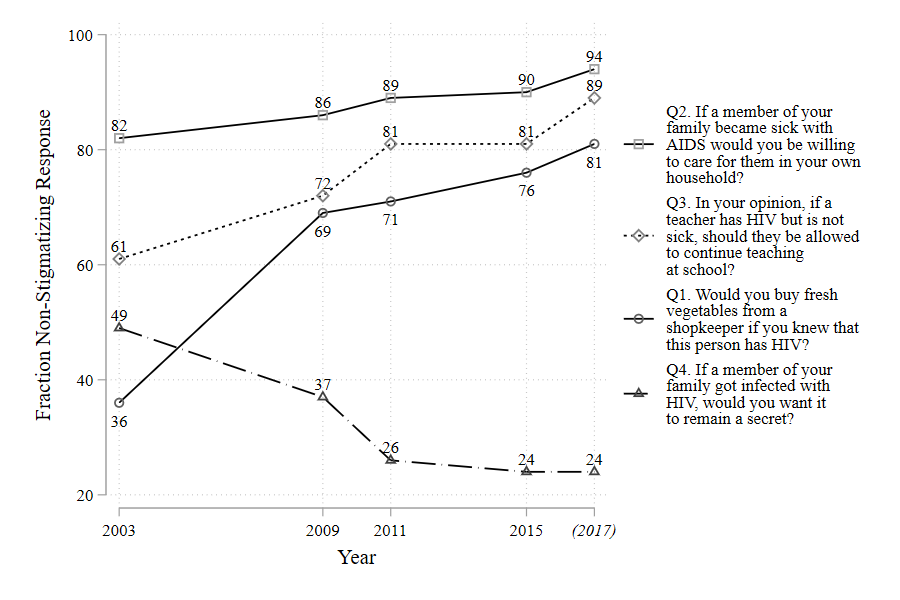 Fraction Non-Stigmatizing Response
100
80
60
40
20
82
86
89
90
94
61
72
81
81
89
36
69
71
76
81
49
37
26
24
24
2003
2009
2011
2015
(2017)
Year
Q2. If a member of your
family became sick with
AIDS would you be willing
to care for them in your own
household?
Q3. In your opinion, if a
teacher has HIV but is not
sick, should they be allowed
to continue teaching
at school?
Q1. Would you buy fresh
vegetables from a
shopkeeper if you knew that
this person has HIV?
Q4. If a member of your
family got infected with
HIV, would you want it
to remain a secret?